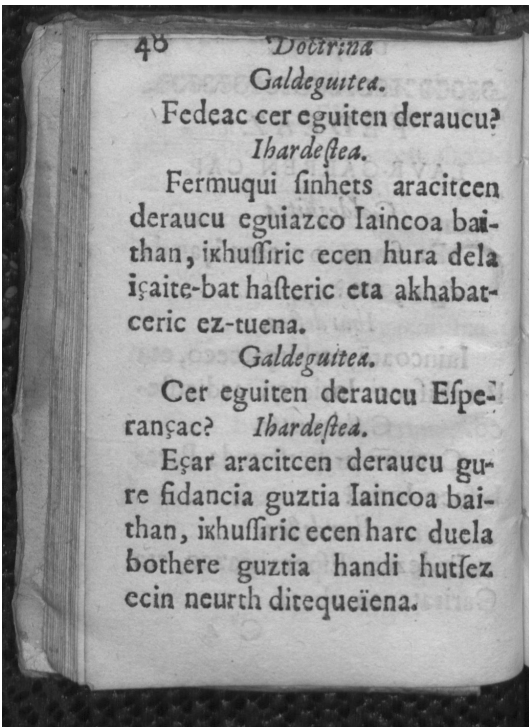 48 Doctrina
Galdeguitea.
Fedeac cer eguiten deraucu?
Ihardeſtea.
Fermuqui ſinhets aracitcen
deraucu eguiazco Iaincoa bai-
than, iĸhuſſiric ecen hura dela
içaite-bat haſteric eta akhabat-
ceric ez-tuena.
Galdeguitea.
Cer eguiten deraucu Eſpe-
rançac? Ihardeſtea.
Eçar aracitcen deraucu gu-
re fidancia guztia Iaincoa bai-
than, iĸhuſſiric ecen harc duela
bothere guztia handi hutſez
ecin neurth ditequeïena.